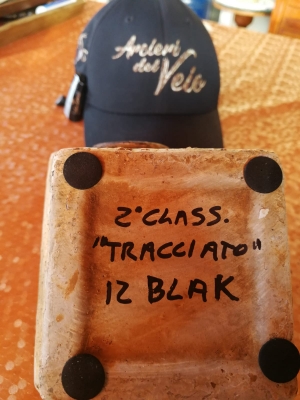 Arcieri
del Veio
2° CLASS.
"TRACCIATO"
12 BLAK